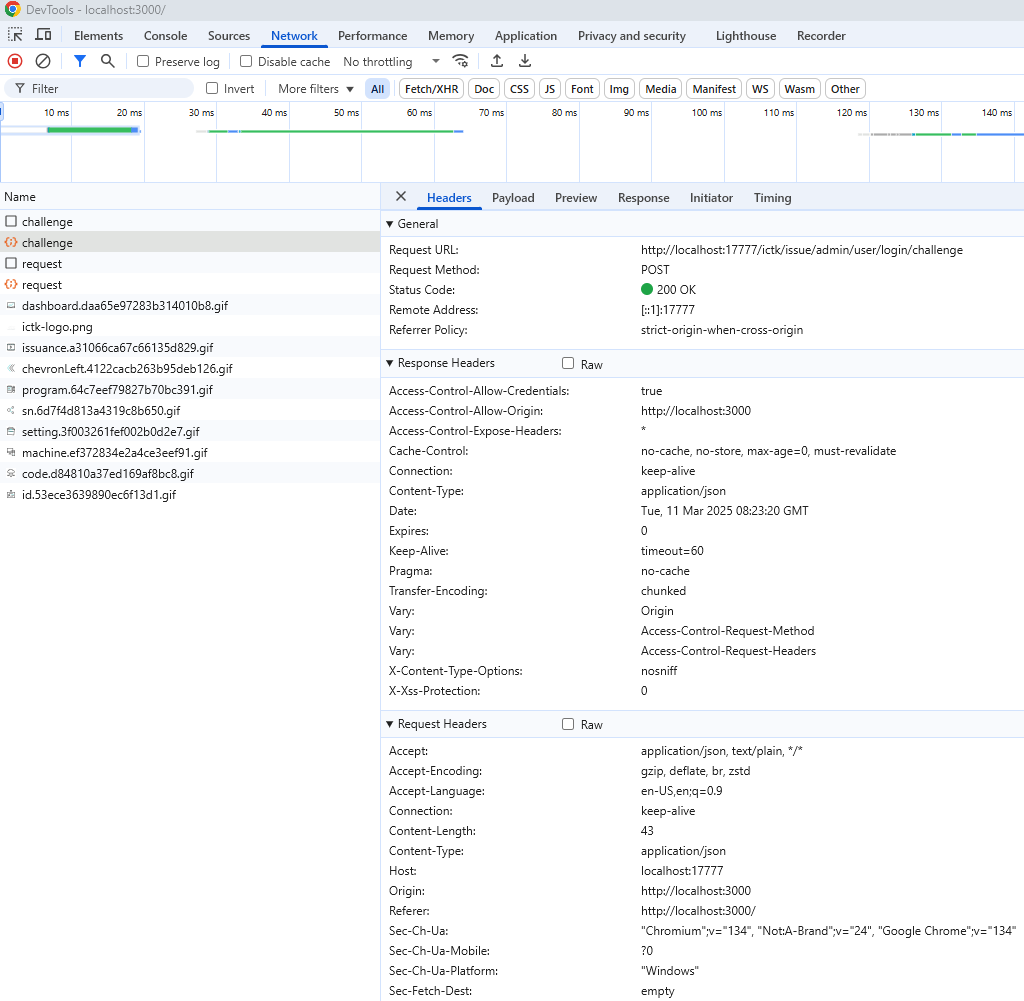 DevTools - localhost:3000/
Elements Console Sources Network Performance Memory Application Privacy and security Lighthouse Recorder
Preserve log Disable cache No throttling
Filter Invert More filters All Fetch/XHR Doc CSS JS Font Img Media Manifest WS Wasm Other
10 ms 20 ms 30 ms 40 ms 50 ms 60 ms 70 ms 80 ms 90 ms 100 ms 110 ms 120 ms 130 ms 140 ms
Name
challenge
challenge
request
request
dashboard.daa65e97283b314010b8.gif
ictk-logo.png
issuance.a31066ca67c66135d829.gif
chevronLeft.4122cacb263b95deb126.gif
program.64c7eef79827b70bc391.gif
sn.6d7f4d813a4319c8b650.gif
setting.3f003261fef002b0d2e7.gif
machine.ef372834e2a4ce3eef91.gif
code.d84810a37ed169af8bc8.gif
id.53ece3639890ec6f13d1.gif
Headers Payload Preview Response Initiator Timing
General
Request URL: http://localhost:17777/ictk/issue/admin/user/login/challenge
Request Method: POST
Status Code: 200 OK
Remote Address: [::1]:17777
Referrer Policy: strict-origin-when-cross-origin
Response Headers Raw
Access-Control-Allow-Credentials: true
Access-Control-Allow-Origin: http://localhost:3000
Access-Control-Expose-Headers: *
Cache-Control: no-cache, no-store, max-age=0, must-revalidate
Connection: keep-alive
Content-Type: application/json
Date: Tue, 11 Mar 2025 08:23:20 GMT
Expires: 0
Keep-Alive: timeout=60
Pragma: no-cache
Transfer-Encoding: chunked
Vary: Origin
Vary: Access-Control-Request-Method
Vary: Access-Control-Request-Headers
X-Content-Type-Options: nosniff
X-Xss-Protection: 0
Request Headers Raw
Accept: application/json, text/plain, */*
Accept-Encoding: gzip, deflate, br, zstd
Accept-Language: en-US,en;q=0.9
Connection: keep-alive
Content-Length: 43
Content-Type: application/json
Host: localhost:17777
Origin: http://localhost:3000
Referer: http://localhost:3000/
Sec-Ch-Ua: "Chromium";v="134", "Not:A-Brand";v="24", "Google Chrome";v="134"
Sec-Ch-Ua-Mobile: ?0
Sec-Ch-Ua-Platform: "Windows"
Sec-Fetch-Dest: empty